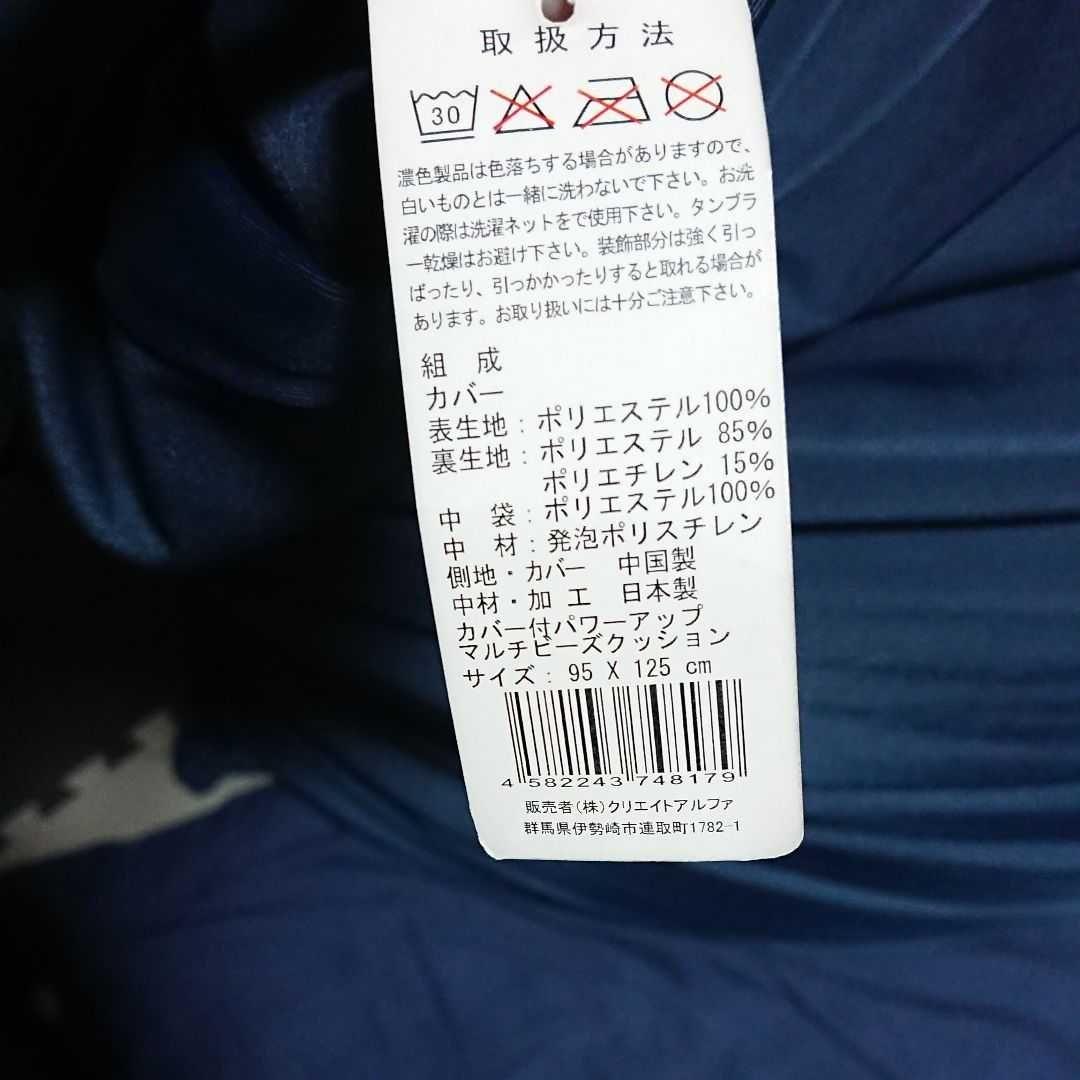 取扱方法
30
濃色製品は色落ちする場合がありますので、
白いものとは一緒に洗わないで下さい。お洗
濯の際は洗濯ネットをで使用下さい。タンブラ
ー乾燥はお避け下さい。装飾部分は強く引っ
ぱったり、引っかかったりすると取れる場合が
あります。お取り扱いには十分ご注意下さい。
組 成
カバー
表生地:ポリエステル100%
裏生地:ポリエステル 85%
ポリエチレン 15%
中 袋:ポリエステル100%
中 材:発泡ポリスチレン
側地・カバー 中国製
中材・加工 日本製
カバー付パワーアップ
マルチビーズクッション
サイズ: 95 X 125 cm
4 582243 748179
販売者(株)クリエイトアルファ
群馬県伊勢崎市連取町1782-1